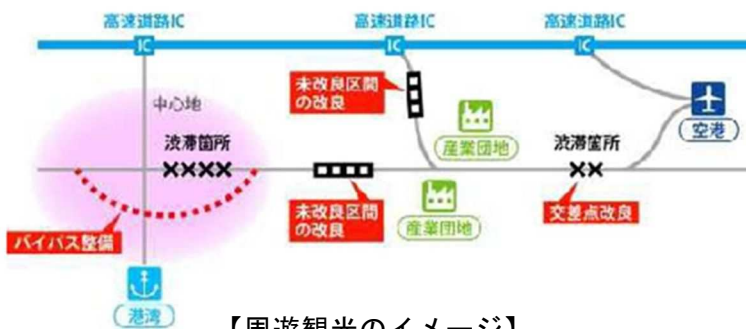 高速道路IC
高速道路IC
高速道路IC
IC
IC
IC
未改良区間
の改良
中心地
空港
渋滞箇所
産業団地
渋滞箇所
未改良区間
の改良
産業団地
交差点改良
バイパス整備
港湾
【周遊観光のイメージ】